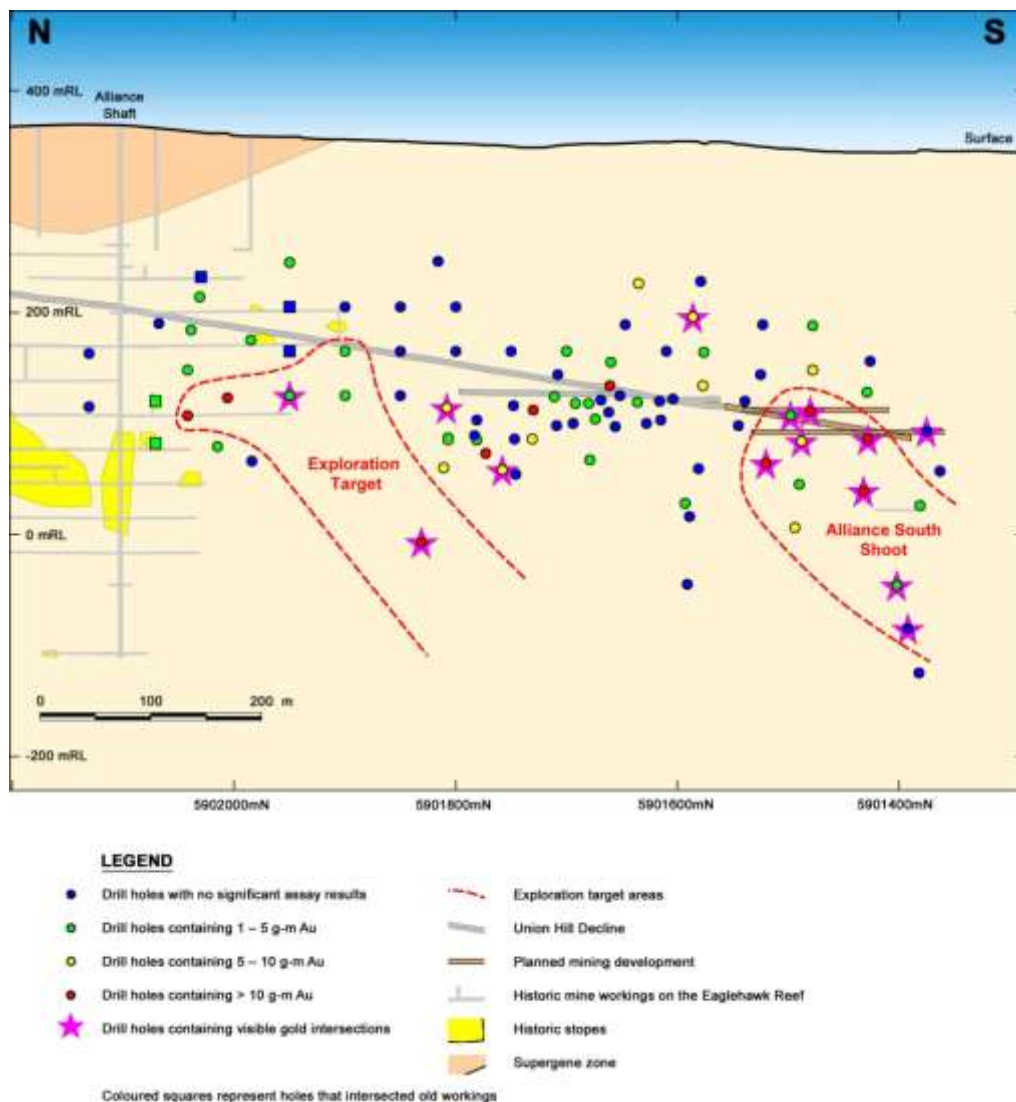 N
S
400 mRL
Alliance
Shaft
Surface
200 mRL
Exploration
Target
0 mRL
Alliance South
Shoot
0 100 200 m
-200 mRL
5902000mN 5901800mN 5901600mN 5901400mN
LEGEND
Drill holes with no significant assay results
Drill holes containing 1 – 5 g-m Au
Drill holes containing 5 – 10 g-m Au
Drill holes containing > 10 g-m Au
Drill holes containing visible gold intersections
Exploration target areas
Union Hill Decline
Planned mining development
Historic mine workings on the Eaglehawk Reef
Historic stopes
Supergene zone
Coloured squares represent holes that intersected old workings